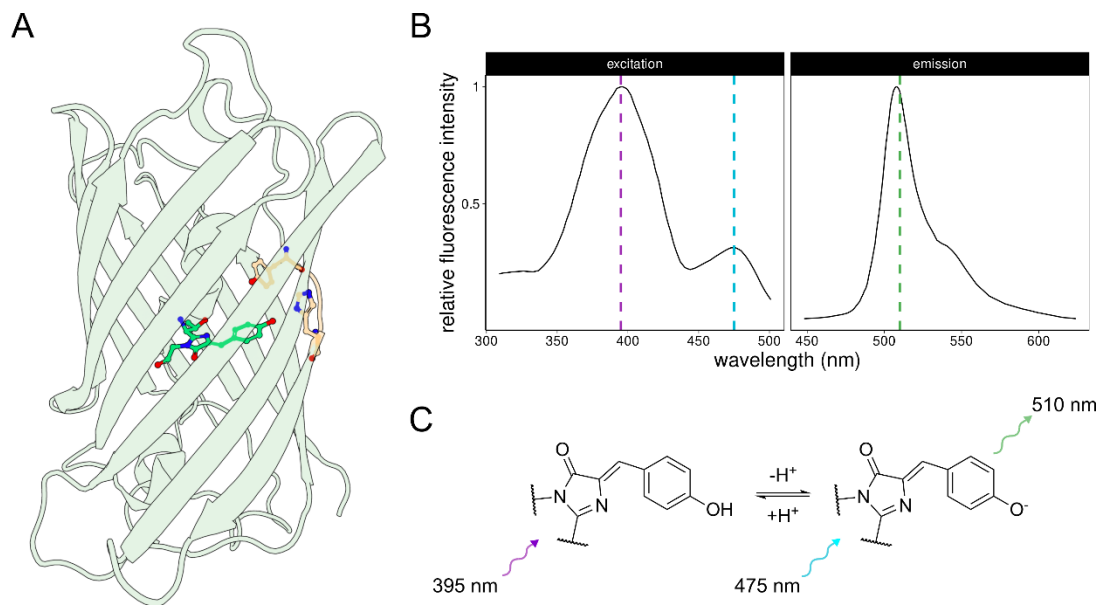 A
B
excitation
emission
relative fluorescence intensity
1
0.5
300
350
400
450
500
450
500
550
600
wavelength (nm)
C
510 nm
O
N
N
OH
-H⁺
+H⁺
O
N
N
O⁻
395 nm
475 nm